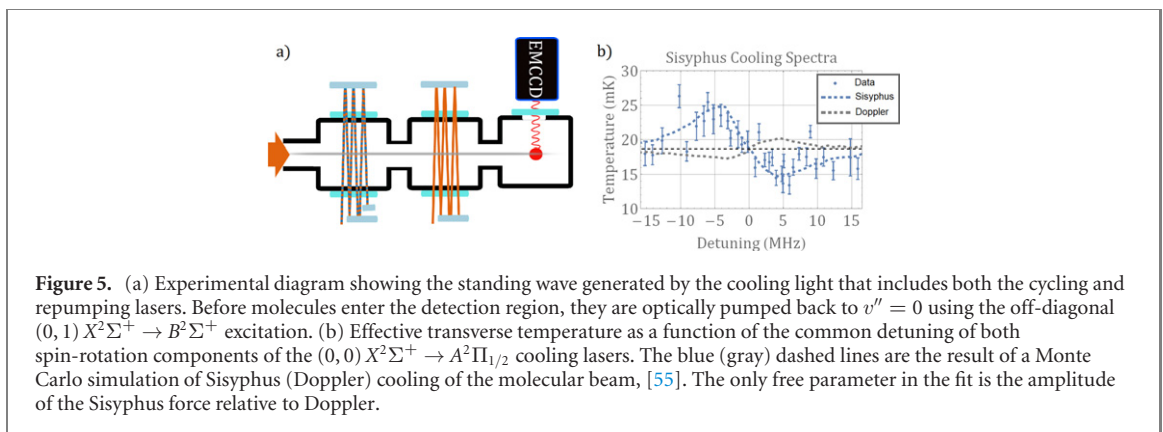 a)
EMCCD
b)
Sisyphus Cooling Spectra
Temperature (mK)
30
25
20
15
10
Data
Sisyphus
Doppler
−15 −10 −5 0 5 10 15
Detuning (MHz)
Figure 5. (a) Experimental diagram showing the standing wave generated by the cooling light that includes both the cycling and
repumping lasers. Before molecules enter the detection region, they are optically pumped back to v″ = 0 using the off-diagonal
(0, 1) X²Σ⁺ → B²Σ⁺ excitation. (b) Effective transverse temperature as a function of the common detuning of both
spin-rotation components of the (0, 0) X²Σ⁺ → A²Π₁/₂ cooling lasers. The blue (gray) dashed lines are the result of a Monte
Carlo simulation of Sisyphus (Doppler) cooling of the molecular beam, [55]. The only free parameter in the fit is the amplitude
of the Sisyphus force relative to Doppler.